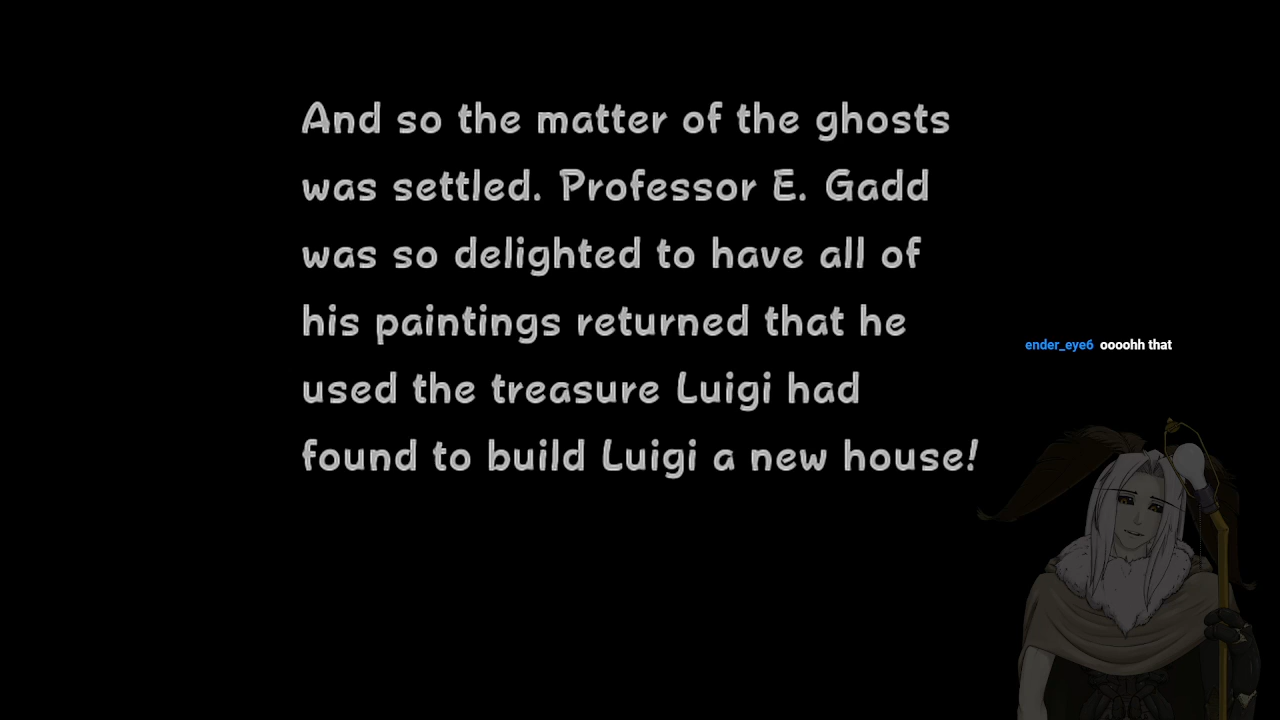 And so the matter of the ghosts
was settled. Professor E. Gadd
was so delighted to have all of
his paintings returned that he
used the treasure Luigi had
found to build Luigi a new house!
ender_eye6 oooohh that